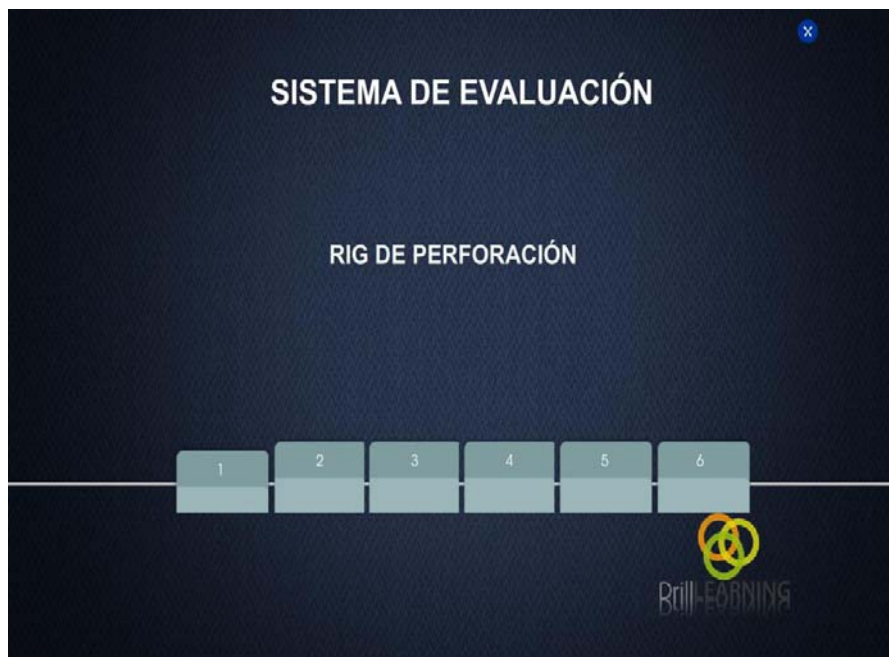 X
SISTEMA DE EVALUACIÓN
RIG DE PERFORACIÓN
1 2 3 4 5 6
DrillLEARNING